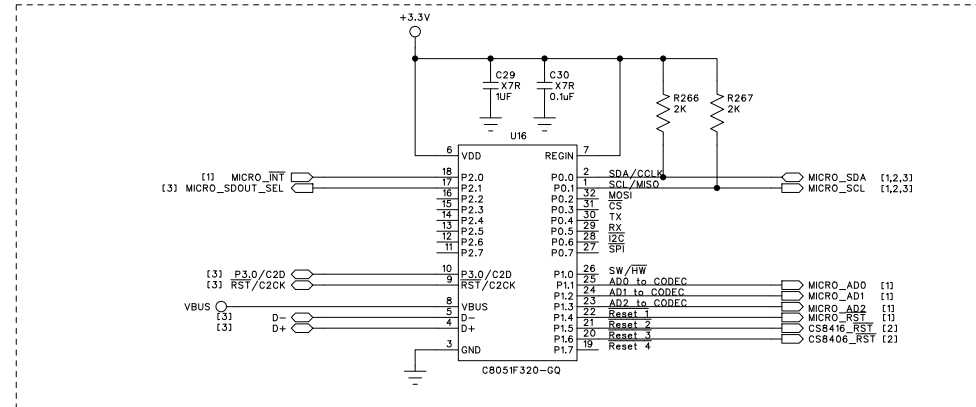 +3.3V
C29
X7R
1UF
C30
X7R
0.1uF
R266
2K
R267
2K
U16
6 VDD REGIN 7
[1] MICRO_INT 18 P2.0 P0.0 2 SDA/CCLK MICRO_SDA [1,2,3]
[3] MICRO_SDOUT_SEL 17 P2.1 P0.1 1 SCL/MISO MICRO_SCL [1,2,3]
16 P2.2 P0.2 32 MOSI
15 P2.3 P0.3 31 CS
14 P2.4 P0.4 30 TX
13 P2.5 P0.5 29 RX
12 P2.6 P0.6 28 I2C
11 P2.7 P0.7 27 SPI
[3] P3.0/C2D 10 P3.0/C2D P1.0 26 SW/HW
[3] RST/C2CK 9 RST/C2CK P1.1 25 AD0 to CODEC MICRO_AD0 [1]
P1.2 24 AD1 to CODEC MICRO_AD1 [1]
VBUS 8 VBUS P1.3 23 AD2 to CODEC MICRO_AD2 [1]
[3] D- 5 D- P1.4 22 Reset 1 MICRO_RST [1]
[3] D+ 4 D+ P1.5 21 Reset 2 CS8416_RST [2]
P1.6 20 Reset 3 CS8406_RST [2]
3 GND P1.7 19 Reset 4
C8051F320-GQ